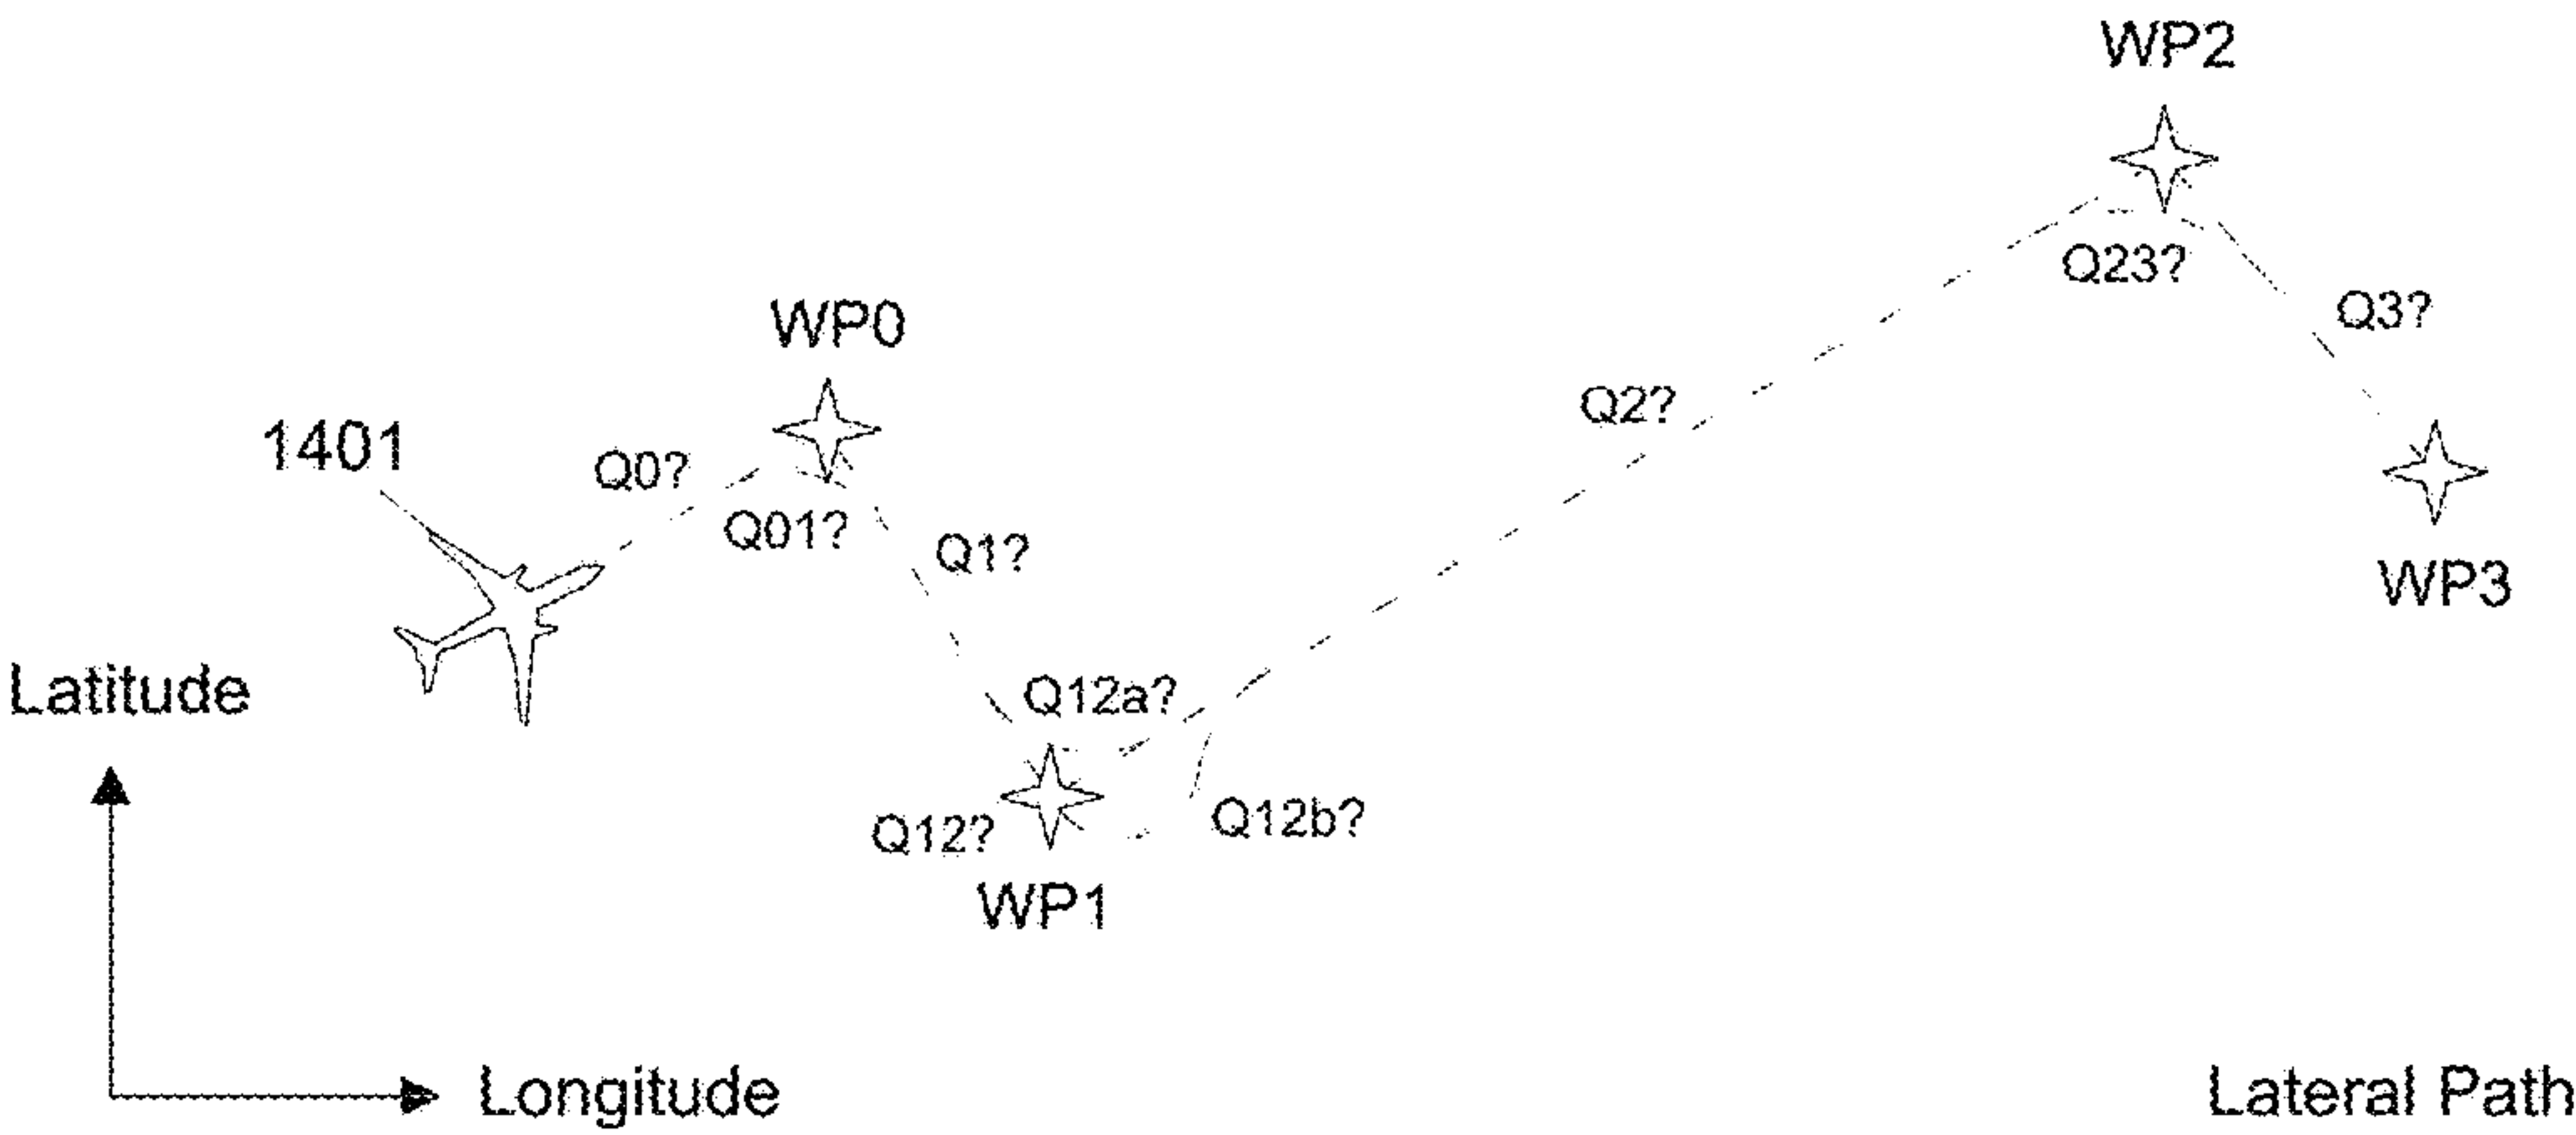 WP2
Q23?
Q3?
WP0
1401
Q0?
Q01?
Q1?
Q2?
WP3
Latitude
Q12a?
Q12?
Q12b?
WP1
Longitude
Lateral Path